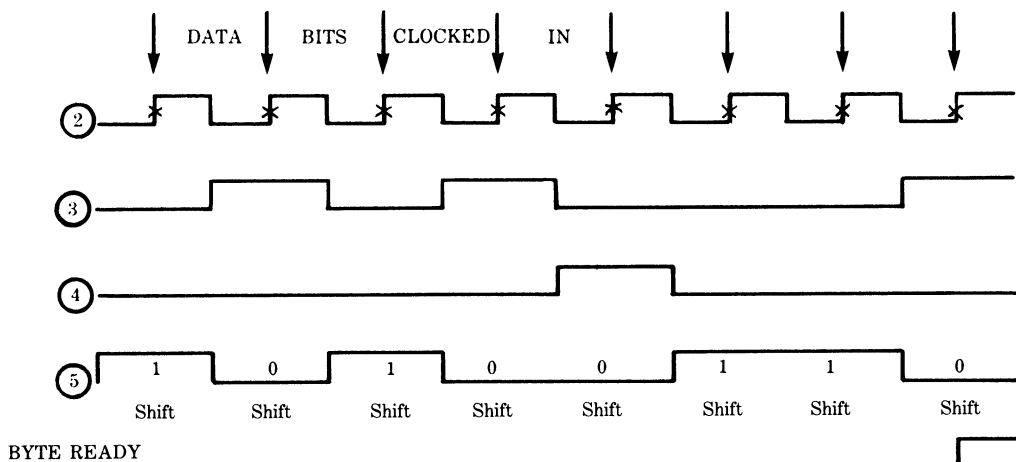 DATA BITS CLOCKED IN
2
3
4
5 1 0 1 0 0 1 1 0
Shift Shift Shift Shift Shift Shift Shift Shift
BYTE READY